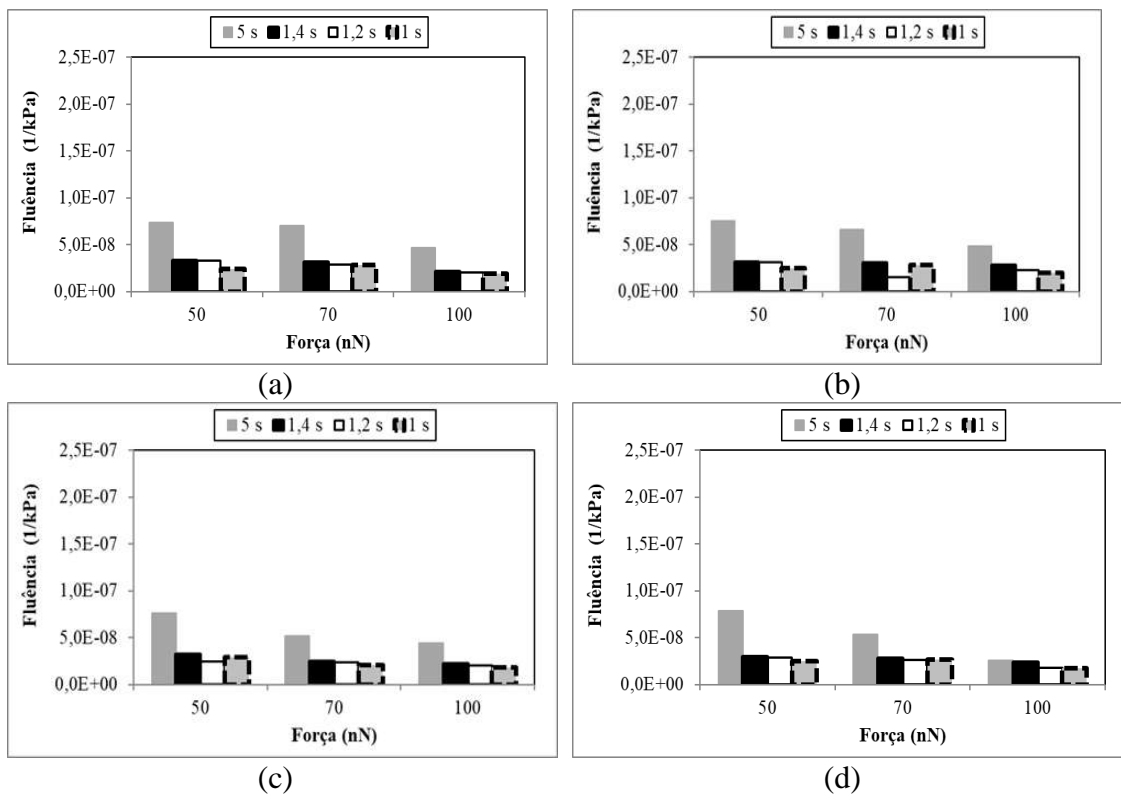 5 s 1,4 s 1,2 s 1 s
2,5E-07
2,0E-07
1,5E-07
1,0E-07
5,0E-08
0,0E+00
Fluência (1/kPa)
50 70 100
Força (nN)
(a)
5 s 1,4 s 1,2 s 1 s
2,5E-07
2,0E-07
1,5E-07
1,0E-07
5,0E-08
0,0E+00
Fluência (1/kPa)
50 70 100
Força (nN)
(b)
5 s 1,4 s 1,2 s 1 s
2,5E-07
2,0E-07
1,5E-07
1,0E-07
5,0E-08
0,0E+00
Fluência (1/kPa)
50 70 100
Força (nN)
(c)
5 s 1,4 s 1,2 s 1 s
2,5E-07
2,0E-07
1,5E-07
1,0E-07
5,0E-08
0,0E+00
Fluência (1/kPa)
50 70 100
Força (nN)
(d)